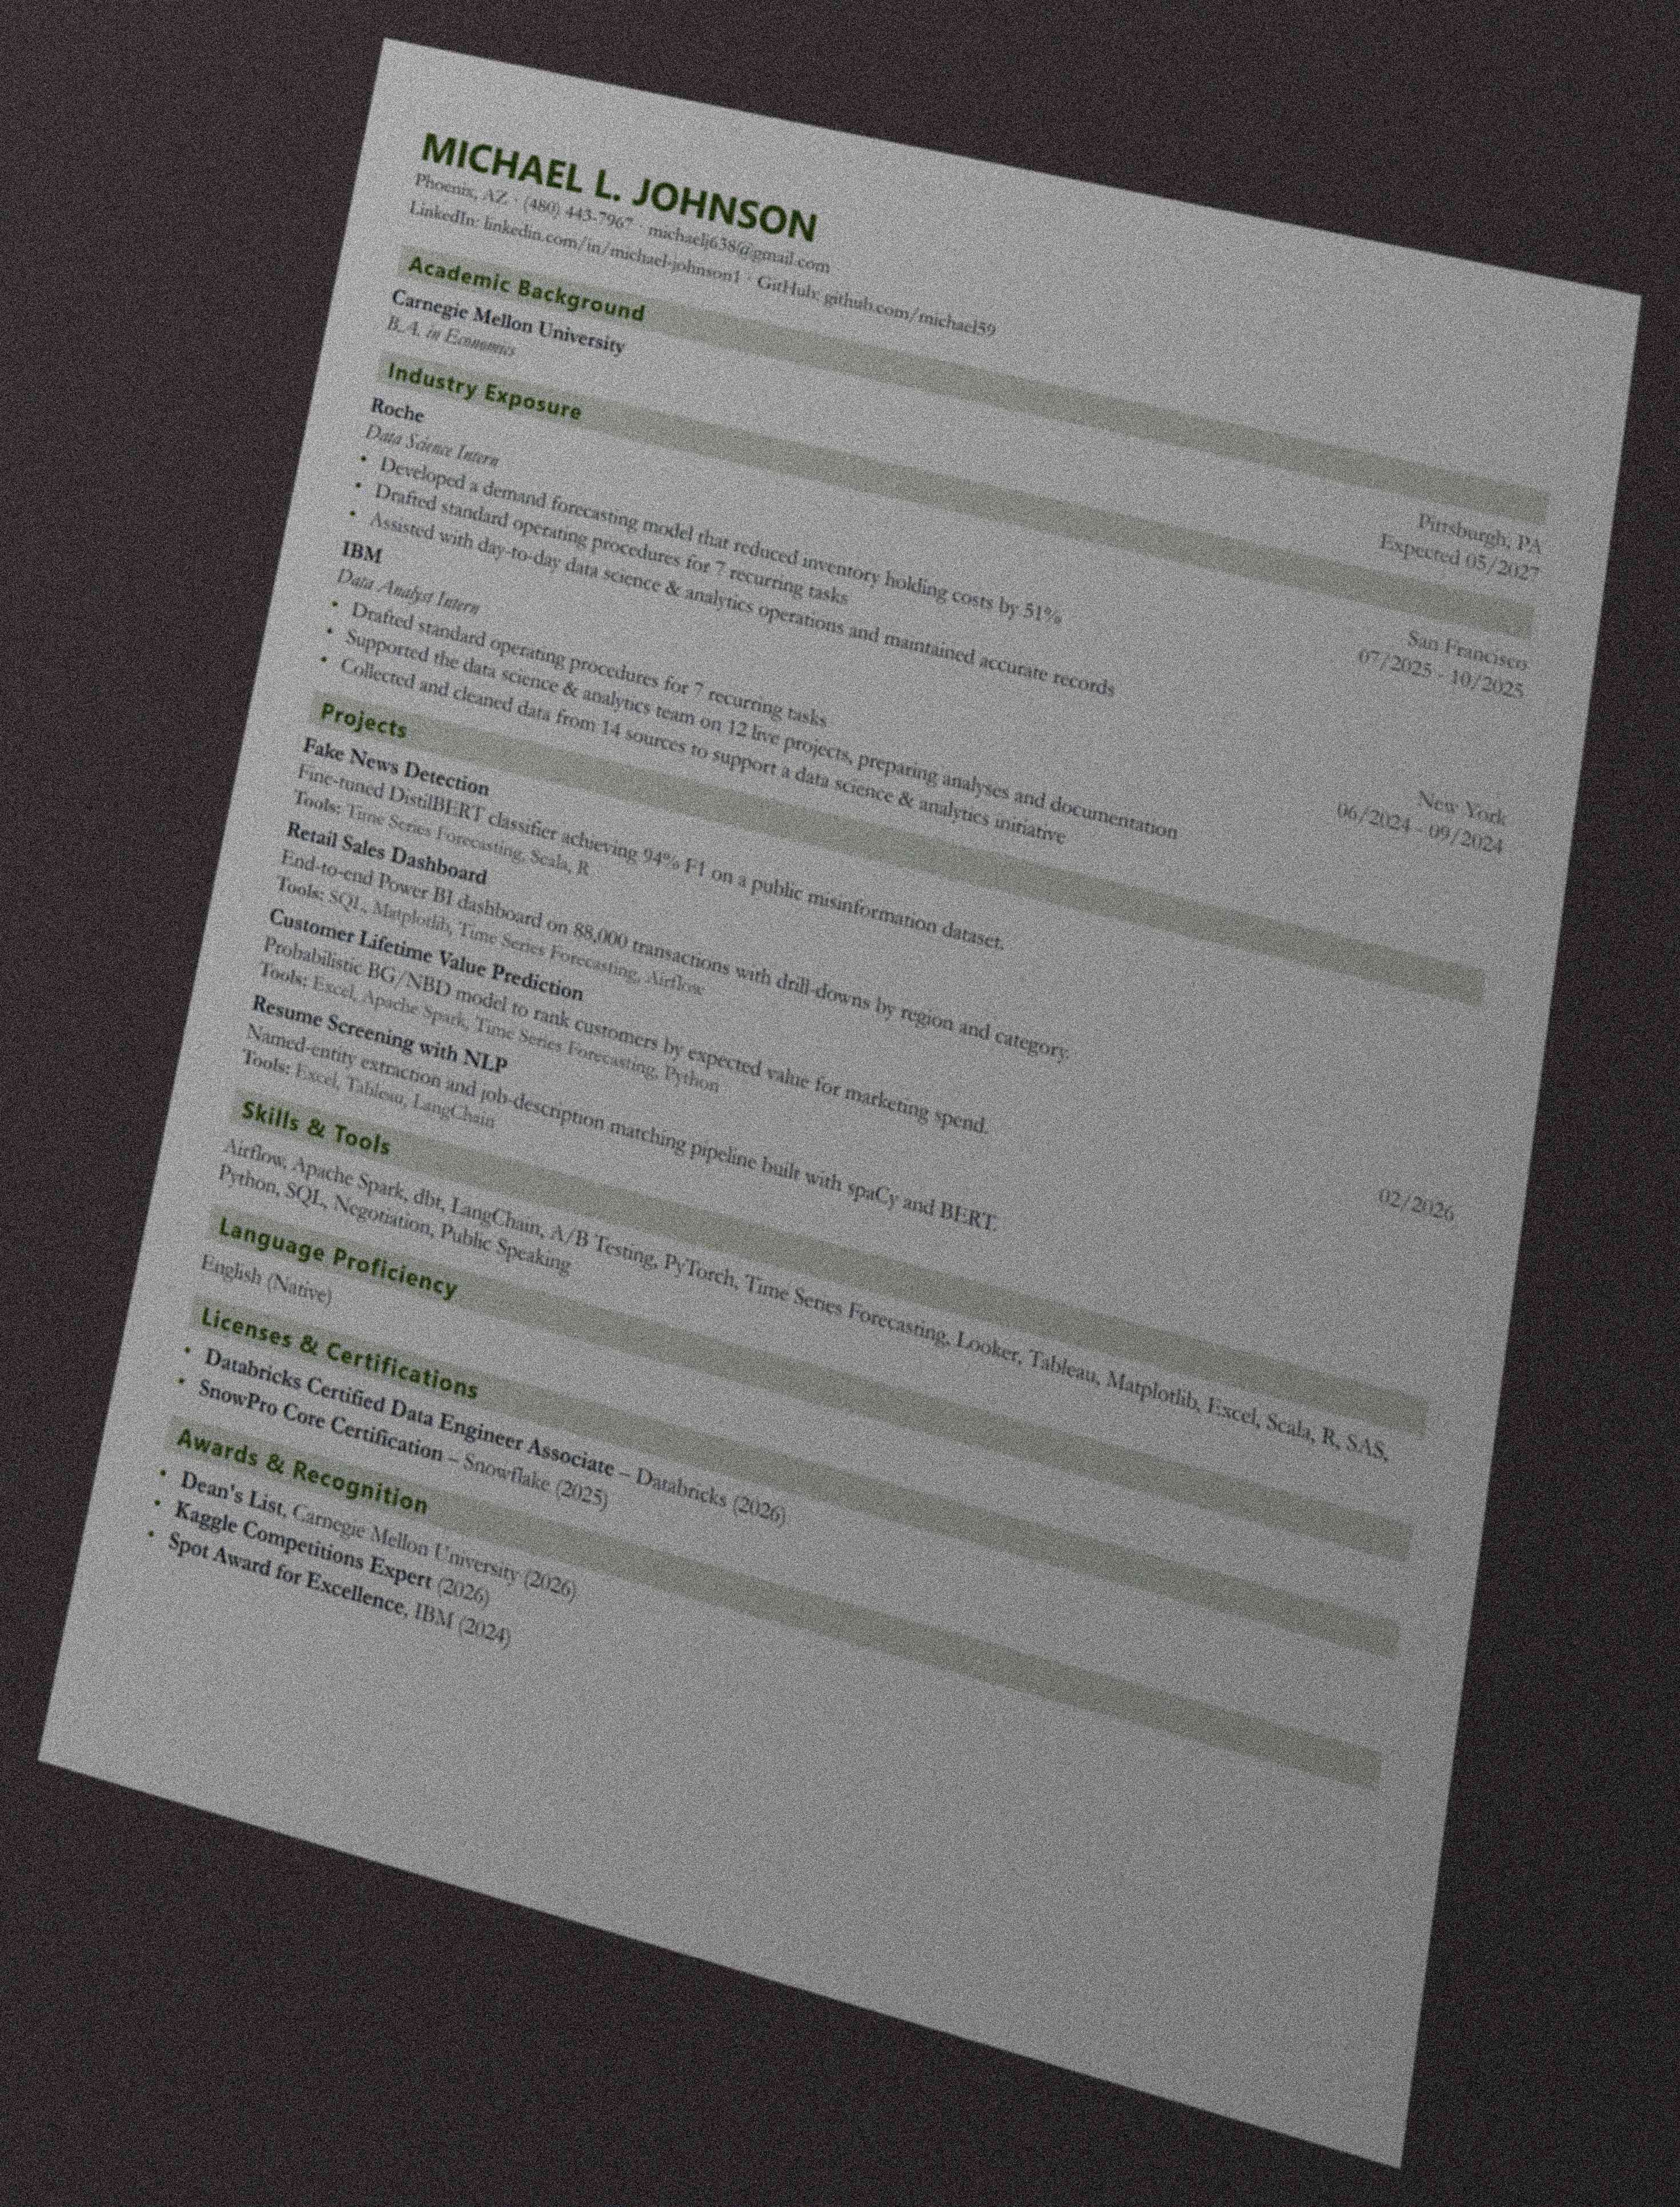 MICHAEL L. JOHNSON
Phoenix, AZ · (480) 443-7967 · michaelj638@gmail.com
LinkedIn: linkedin.com/in/michael-johnson1 · GitHub: github.com/michael59
Academic Background
Carnegie Mellon University Pittsburgh, PA
B.A. in Economics Expected 05/2027
Industry Exposure
Roche San Francisco
Data Science Intern 07/2025 - 10/2025
• Developed a demand forecasting model that reduced inventory holding costs by 51%
• Drafted standard operating procedures for 7 recurring tasks
• Assisted with day-to-day data science & analytics operations and maintained accurate records
IBM New York
Data Analyst Intern 06/2024 - 09/2024
• Drafted standard operating procedures for 7 recurring tasks
• Supported the data science & analytics team on 12 live projects, preparing analyses and documentation
• Collected and cleaned data from 14 sources to support a data science & analytics initiative
Projects
Fake News Detection
Fine-tuned DistilBERT classifier achieving 94% F1 on a public misinformation dataset.
Tools: Time Series Forecasting, Scala, R
Retail Sales Dashboard
End-to-end Power BI dashboard on 88,000 transactions with drill-downs by region and category.
Tools: SQL, Matplotlib, Time Series Forecasting, Airflow
Customer Lifetime Value Prediction 02/2026
Probabilistic BG/NBD model to rank customers by expected value for marketing spend.
Tools: Excel, Apache Spark, Time Series Forecasting, Python
Resume Screening with NLP
Named-entity extraction and job-description matching pipeline built with spaCy and BERT.
Tools: Excel, Tableau, LangChain
Skills & Tools
Airflow, Apache Spark, dbt, LangChain, A/B Testing, PyTorch, Time Series Forecasting, Looker, Tableau, Matplotlib, Excel, Scala, R, SAS,
Python, SQL, Negotiation, Public Speaking
Language Proficiency
English (Native)
Licenses & Certifications
• Databricks Certified Data Engineer Associate – Databricks (2026)
• SnowPro Core Certification – Snowflake (2025)
Awards & Recognition
• Dean's List, Carnegie Mellon University (2026)
• Kaggle Competitions Expert (2026)
• Spot Award for Excellence, IBM (2024)